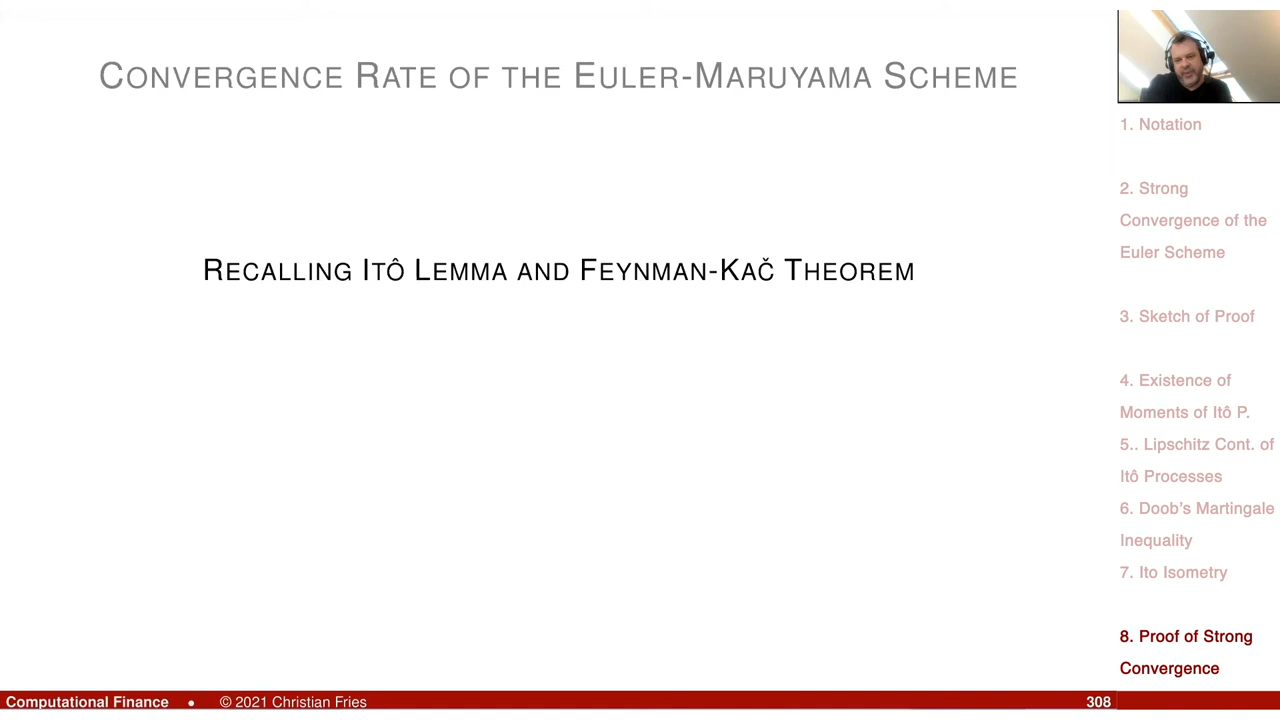 CONVERGENCE RATE OF THE EULER-MARUYAMA SCHEME
RECALLING ITÔ LEMMA AND FEYNMAN-KAČ THEOREM
1. Notation
2. Strong
Convergence of the
Euler Scheme
3. Sketch of Proof
4. Existence of
Moments of Itô P.
5.. Lipschitz Cont. of
Itô Processes
6. Doob's Martingale
Inequality
7. Ito Isometry
8. Proof of Strong
Convergence
Computational Finance • © 2021 Christian Fries 308